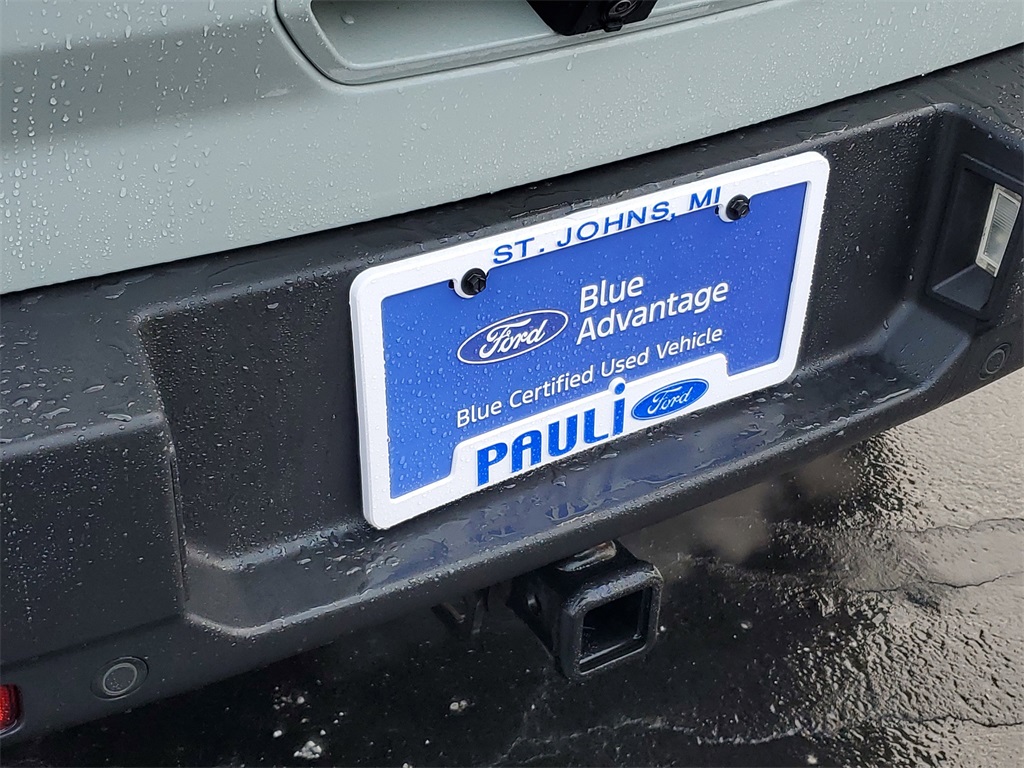 ST. JOHNS, MI
Ford
Blue
Advantage
Blue Certified Used Vehicle
PAULi Ford